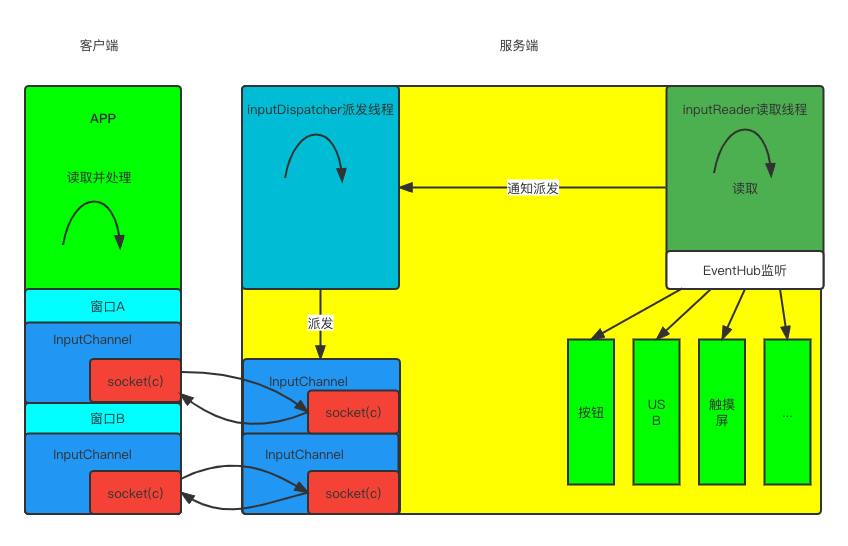 客户端
服务端
APP
读取并处理
窗口A
InputChannel
socket(c)
窗口B
InputChannel
socket(c)
inputDispatcher派发线程
通知派发
inputReader读取线程
读取
EventHub监听
派发
InputChannel
socket(c)
InputChannel
socket(c)
按钮
US
B
触摸
屏
...